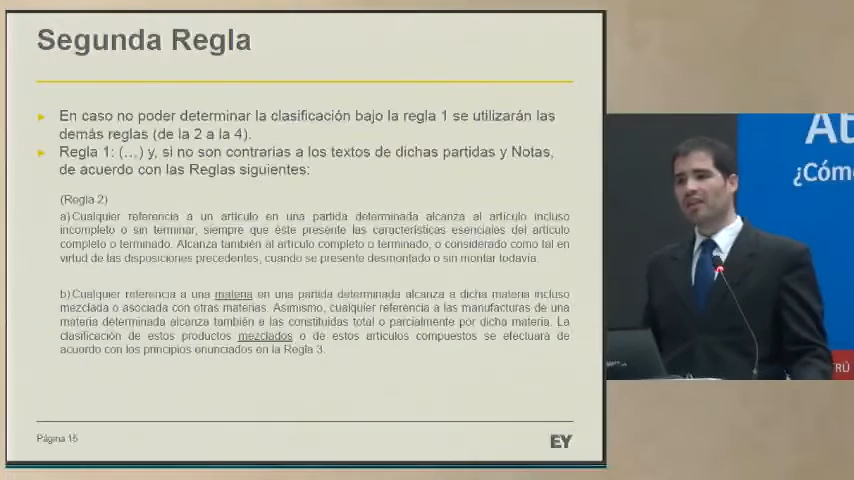 Segunda Regla
En caso no poder determinar la clasificación bajo la regla 1 se utilizarán las
demás reglas (de la 2 a la 4).
Regla 1: (…) y, si no son contrarias a los textos de dichas partidas y Notas,
de acuerdo con las Reglas siguientes:
(Regla 2)
a) Cualquier referencia a un artículo en una partida determinada alcanza al artículo incluso
incompleto o sin terminar, siempre que éste presente las características esenciales del artículo
completo o terminado. Alcanza también al artículo completo o terminado, o considerado como tal en
virtud de las disposiciones precedentes, cuando se presente desmontado o sin montar todavía.
b) Cualquier referencia a una materia en una partida determinada alcanza a dicha materia incluso
mezclada o asociada con otras materias. Asimismo, cualquier referencia a las manufacturas de una
materia determinada alcanza también a las constituidas total o parcialmente por dicha materia. La
clasificación de estos productos mezclados o de estos artículos compuestos se efectuará de
acuerdo con los principios enunciados en la Regla 3.
Página 15
EY
At
¿Cóm
RÚ